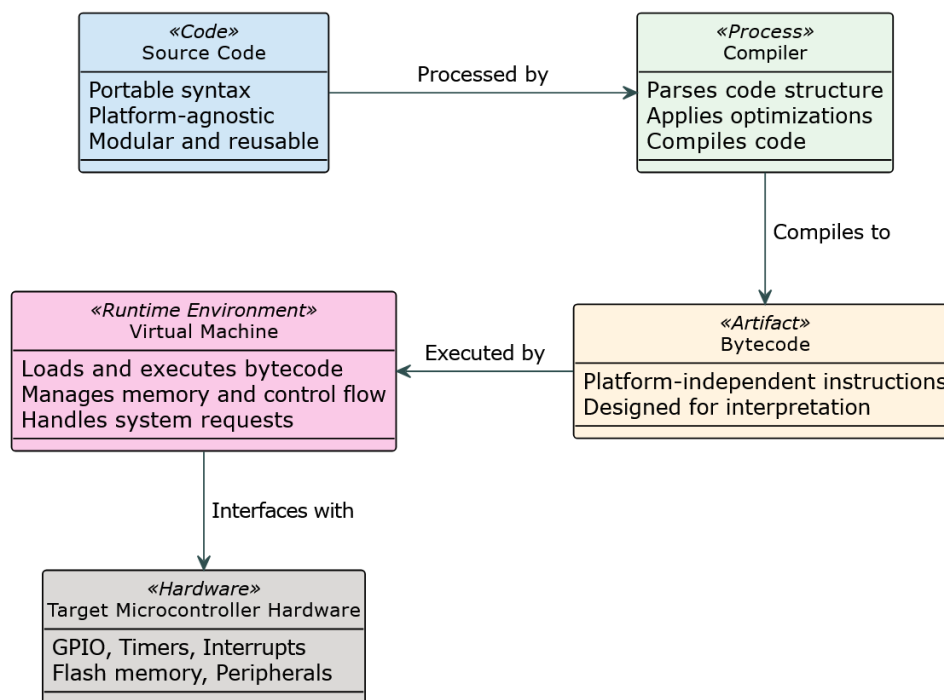 «Code»
Source Code
Portable syntax
Platform-agnostic
Modular and reusable
Processed by
«Process»
Compiler
Parses code structure
Applies optimizations
Compiles code
Compiles to
«Artifact»
Bytecode
Platform-independent instructions
Designed for interpretation
Executed by
«Runtime Environment»
Virtual Machine
Loads and executes bytecode
Manages memory and control flow
Handles system requests
Interfaces with
«Hardware»
Target Microcontroller Hardware
GPIO, Timers, Interrupts
Flash memory, Peripherals